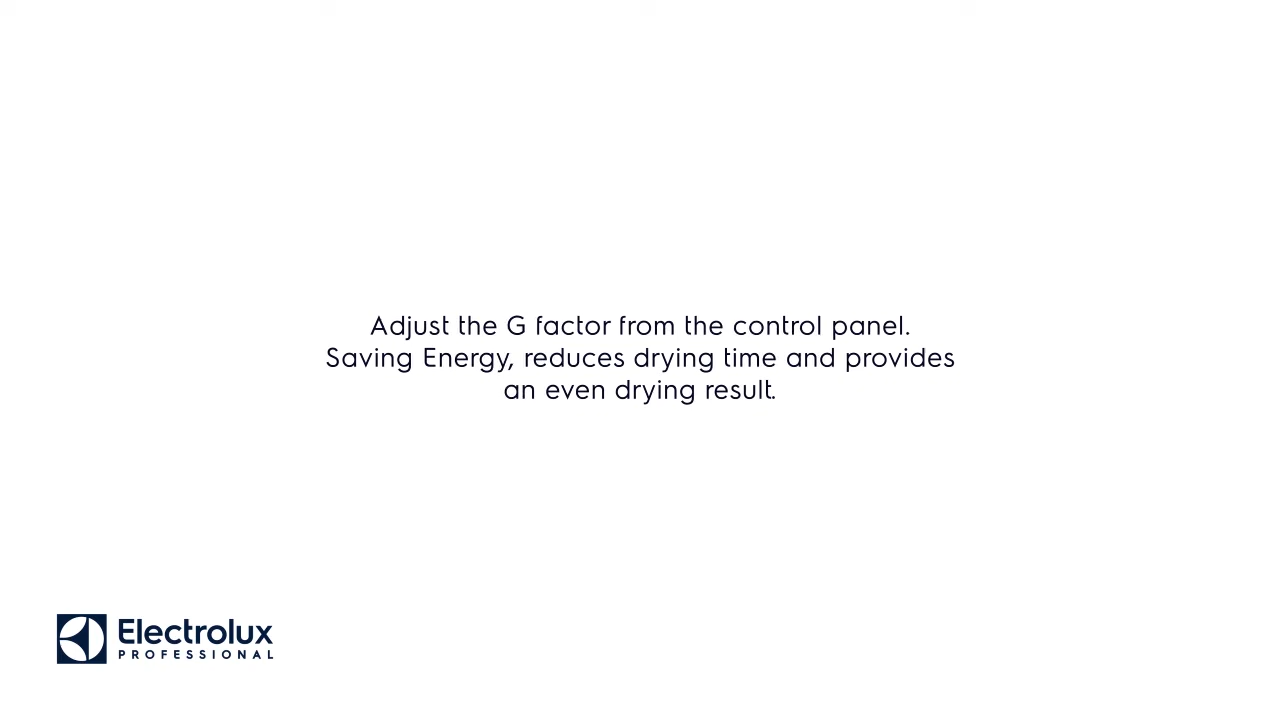 Adjust the G factor from the control panel.
Saving Energy, reduces drying time and provides
an even drying result.
Electrolux
PROFESSIONAL